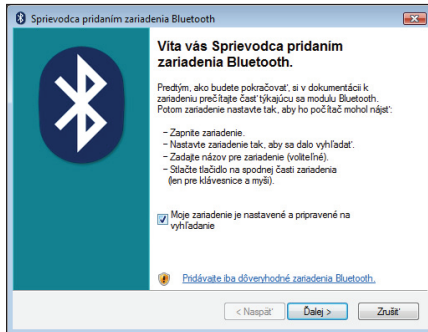 Sprievodca pridaním zariadenia Bluetooth
Víta vás Sprievodca pridaním
zariadenia Bluetooth.
Predtým, ako budete pokračovať, si v dokumentácii k
zariadeniu prečítajte časť týkajúcu sa modulu Bluetooth.
Potom zariadenie nastavte tak, aby ho počítač mohol nájsť:
– Zapnite zariadenie.
– Nastavte zariadenie tak, aby sa dalo vyhľadať.
– Zadajte názov pre zariadenie (voliteľné).
– Stlačte tlačidlo na spodnej časti zariadenia
(len pre klávesnice a myši).
Moje zariadenie je nastavené a pripravené na
vyhľadanie
Pridávajte iba dôveryhodné zariadenia Bluetooth.
< Naspäť
Ďalej >
Zrušiť